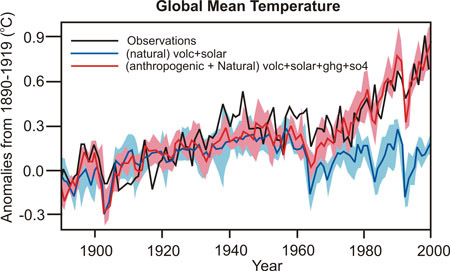 Global Mean Temperature
Anomalies from 1890-1919 (°C)
0.9
0.6
0.3
0.0
-0.3
Observations
(natural) volc+solar
(anthropogenic + Natural) volc+solar+ghg+so4
1900 1920 1940 1960 1980 2000
Year